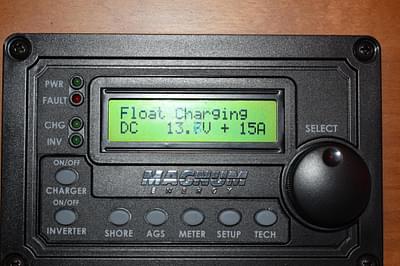 PWR
FAULT
Float Charging
DC 13.6V + 15A
CHG
INV
SELECT
ON/OFF
CHARGER
MAGNUM
ENERGY
ON/OFF
INVERTER
SHORE AGS METER SETUP TECH